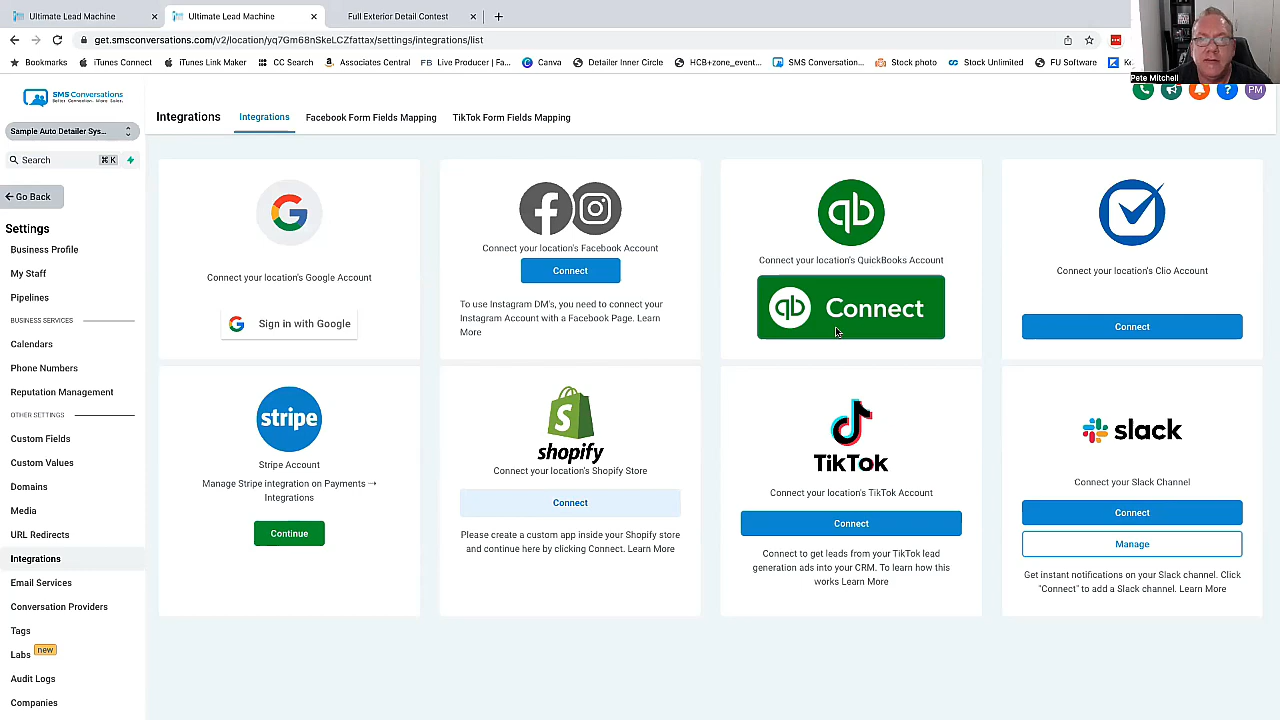 Ultimate Lead Machine
Ultimate Lead Machine
Full Exterior Detail Contest
get.smsconversations.com/v2/location/yq7Gm68nSkeLCZfattax/settings/integrations/list
Bookmarks
iTunes Connect
iTunes Link Maker
CC Search
Associates Central
Live Producer | Fa...
Canva
Detailer Inner Circle
HCB+zone_event...
SMS Conversation...
Stock photo
Stock Unlimited
FU Software
Pete Mitchell
SMS Conversations
Better Connection. More Sales.
Sample Auto Detailer Sys...
Search
⌘ K
PM
Go Back
Settings
Business Profile
My Staff
Pipelines
BUSINESS SERVICES
Calendars
Phone Numbers
Reputation Management
OTHER SETTINGS
Custom Fields
Custom Values
Domains
Media
URL Redirects
Integrations
Email Services
Conversation Providers
Tags
Labs new
Audit Logs
Companies
Integrations
Integrations
Facebook Form Fields Mapping
TikTok Form Fields Mapping
Connect your location's Google Account
Sign in with Google
Connect your location's Facebook Account
Connect
To use Instagram DM's, you need to connect your
Instagram Account with a Facebook Page. Learn
More
qb
Connect your location's QuickBooks Account
qb Connect
Connect your location's Clio Account
Connect
stripe
Stripe Account
Manage Stripe integration on Payments →
Integrations
Continue
shopify
Connect your location's Shopify Store
Connect
Please create a custom app inside your Shopify store
and continue here by clicking Connect. Learn More
TikTok
Connect your location's TikTok Account
Connect
Connect to get leads from your TikTok lead
generation ads into your CRM. To learn how this
works Learn More
slack
Connect your Slack Channel
Connect
Manage
Get instant notifications on your Slack channel. Click
"Connect" to add a Slack channel. Learn More